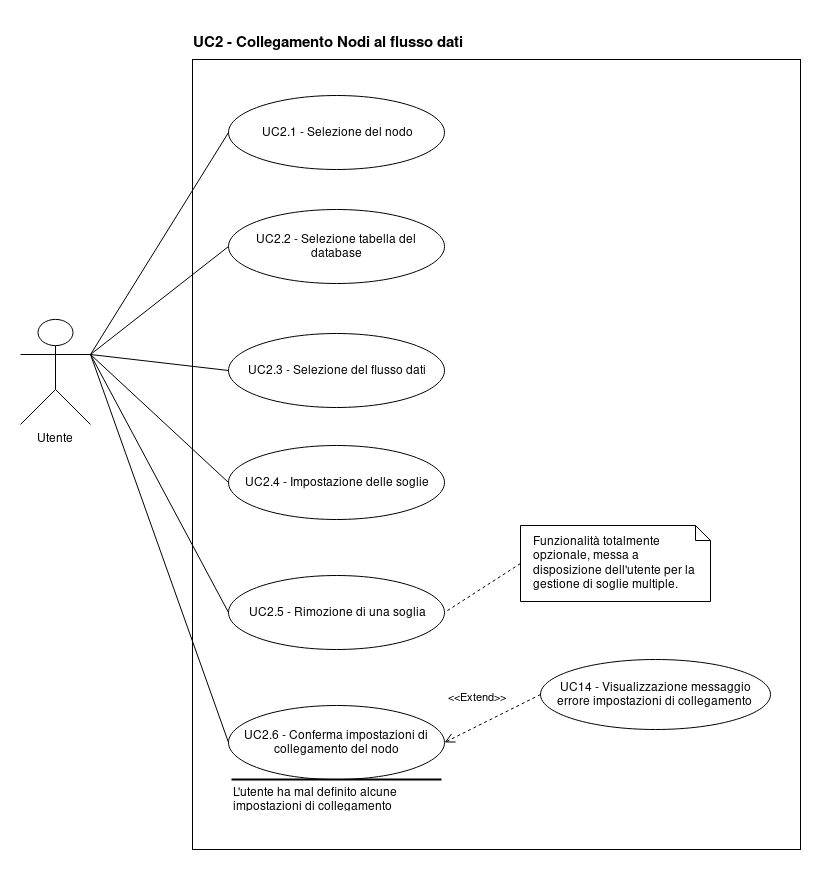 UC2 - Collegamento Nodi al flusso dati
UC2.1 - Selezione del nodo
UC2.2 - Selezione tabella del
database
UC2.3 - Selezione del flusso dati
Utente
UC2.4 - Impostazione delle soglie
Funzionalità totalmente
opzionale, messa a
disposizione dell'utente per la
gestione di soglie multiple.
UC2.5 - Rimozione di una soglia
UC14 - Visualizzazione messaggio
errore impostazioni di collegamento
<<Extend>>
UC2.6 - Conferma impostazioni di
collegamento del nodo
L'utente ha mal definito alcune
impostazioni di collegamento